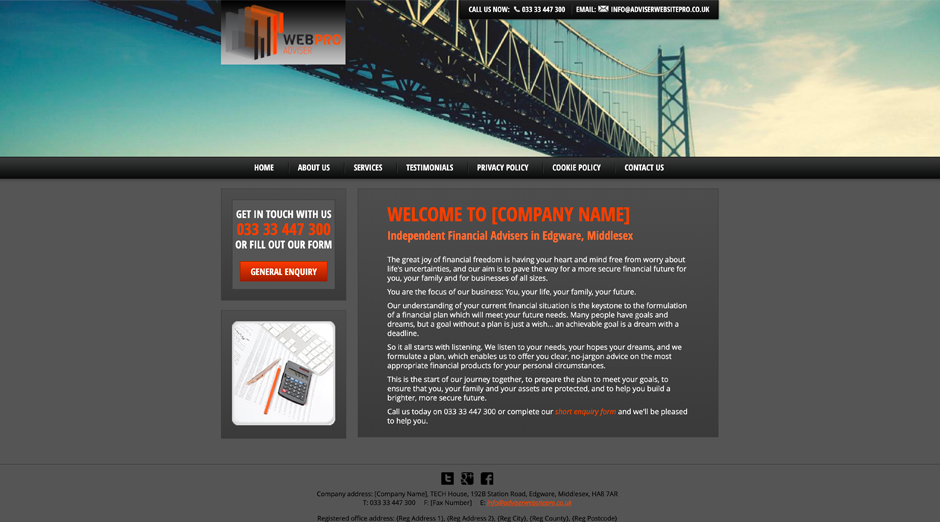 CALL US NOW: 033 33 447 300 EMAIL: INFO@ADVISERWEBSITEPRO.CO.UK
WEBPRO
ADVISER
HOME ABOUT US SERVICES TESTIMONIALS PRIVACY POLICY COOKIE POLICY CONTACT US
GET IN TOUCH WITH US
033 33 447 300
OR FILL OUT OUR FORM
GENERAL ENQUIRY
WELCOME TO [COMPANY NAME]
Independent Financial Advisers in Edgware, Middlesex
The great joy of financial freedom is having your heart and mind free from worry about
life's uncertainties, and our aim is to pave the way for a more secure financial future for
you, your family and for businesses of all sizes.
You are the focus of our business: You, your life, your family, your future.
Our understanding of your current financial situation is the keystone to the formulation
of a financial plan which will meet your future needs. Many people have goals and
dreams, but a goal without a plan is just a wish... an achievable goal is a dream with a
deadline.
So it all starts with listening. We listen to your needs, your hopes your dreams, and we
formulate a plan, which enables us to offer you clear, no-jargon advice on the most
appropriate financial products for your personal circumstances.
This is the start of our journey together, to prepare the plan to meet your goals, to
ensure that you, your family and your assets are protected, and to help you build a
brighter, more secure future.
Call us today on 033 33 447 300 or complete our short enquiry form and we'll be pleased
to help you.
Company address: [Company Name], TECH House, 192B Station Road, Edgware, Middlesex, HA8 7AR
T: 033 33 447 300 F: [Fax Number] E: info@adviserwebsitepro.co.uk
Registered office address: {Reg Address 1}, {Reg Address 2}, {Reg City}, {Reg County}, {Reg Postcode}